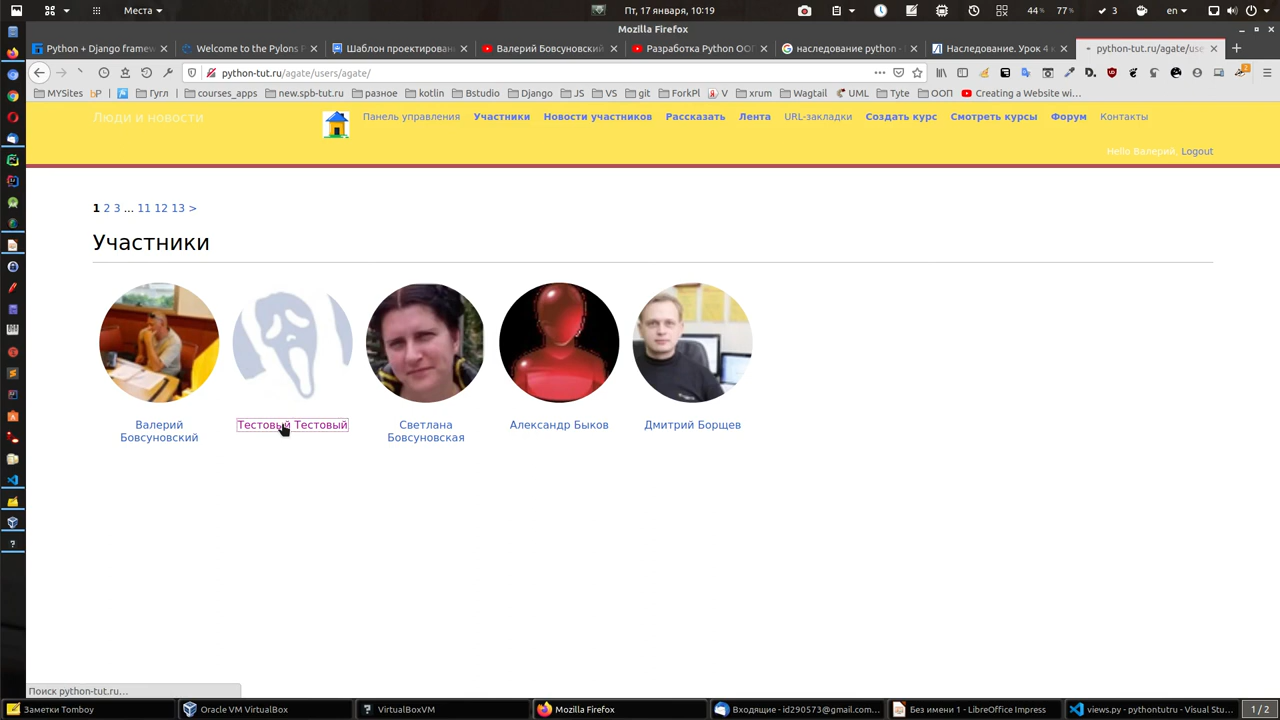 Места
Пт, 17 января, 10:19
44%
77%
3
en
Mozilla Firefox
Python + Django framew
Welcome to the Pylons P
Шаблон проектирован
Валерий Бовсуновский
Разработка Python ООП
наследование python -
Наследование. Урок 4 к
python-tut.ru/agate/use
python-tut.ru/agate/users/agate/
2
MYSites
bP
Гугл
courses_apps
new.spb-tut.ru
разное
kotlin
Bstudio
Django
JS
VS
git
ForkPl
V
xrum
Wagtail
UML
Tyte
ООП
Creating a Website wi...
Люди и новости
Панель управления
Участники
Новости участников
Рассказать
Лента
URL-закладки
Создать курс
Смотреть курсы
Форум
Контакты
Hello Валерий Logout
1 2 3 ... 11 12 13 >
Участники
Валерий
Бовсуновский
Тестовый Тестовый
Светлана
Бовсуновская
Александр Быков
Дмитрий Борщев
Поиск python-tut.ru...
Заметки Tomboy
Oracle VM VirtualBox
VirtualBoxVM
Mozilla Firefox
Входящие - id290573@gmail.com...
Без имени 1 - LibreOffice Impress
views.py - pythontutru - Visual Stu...
1/2